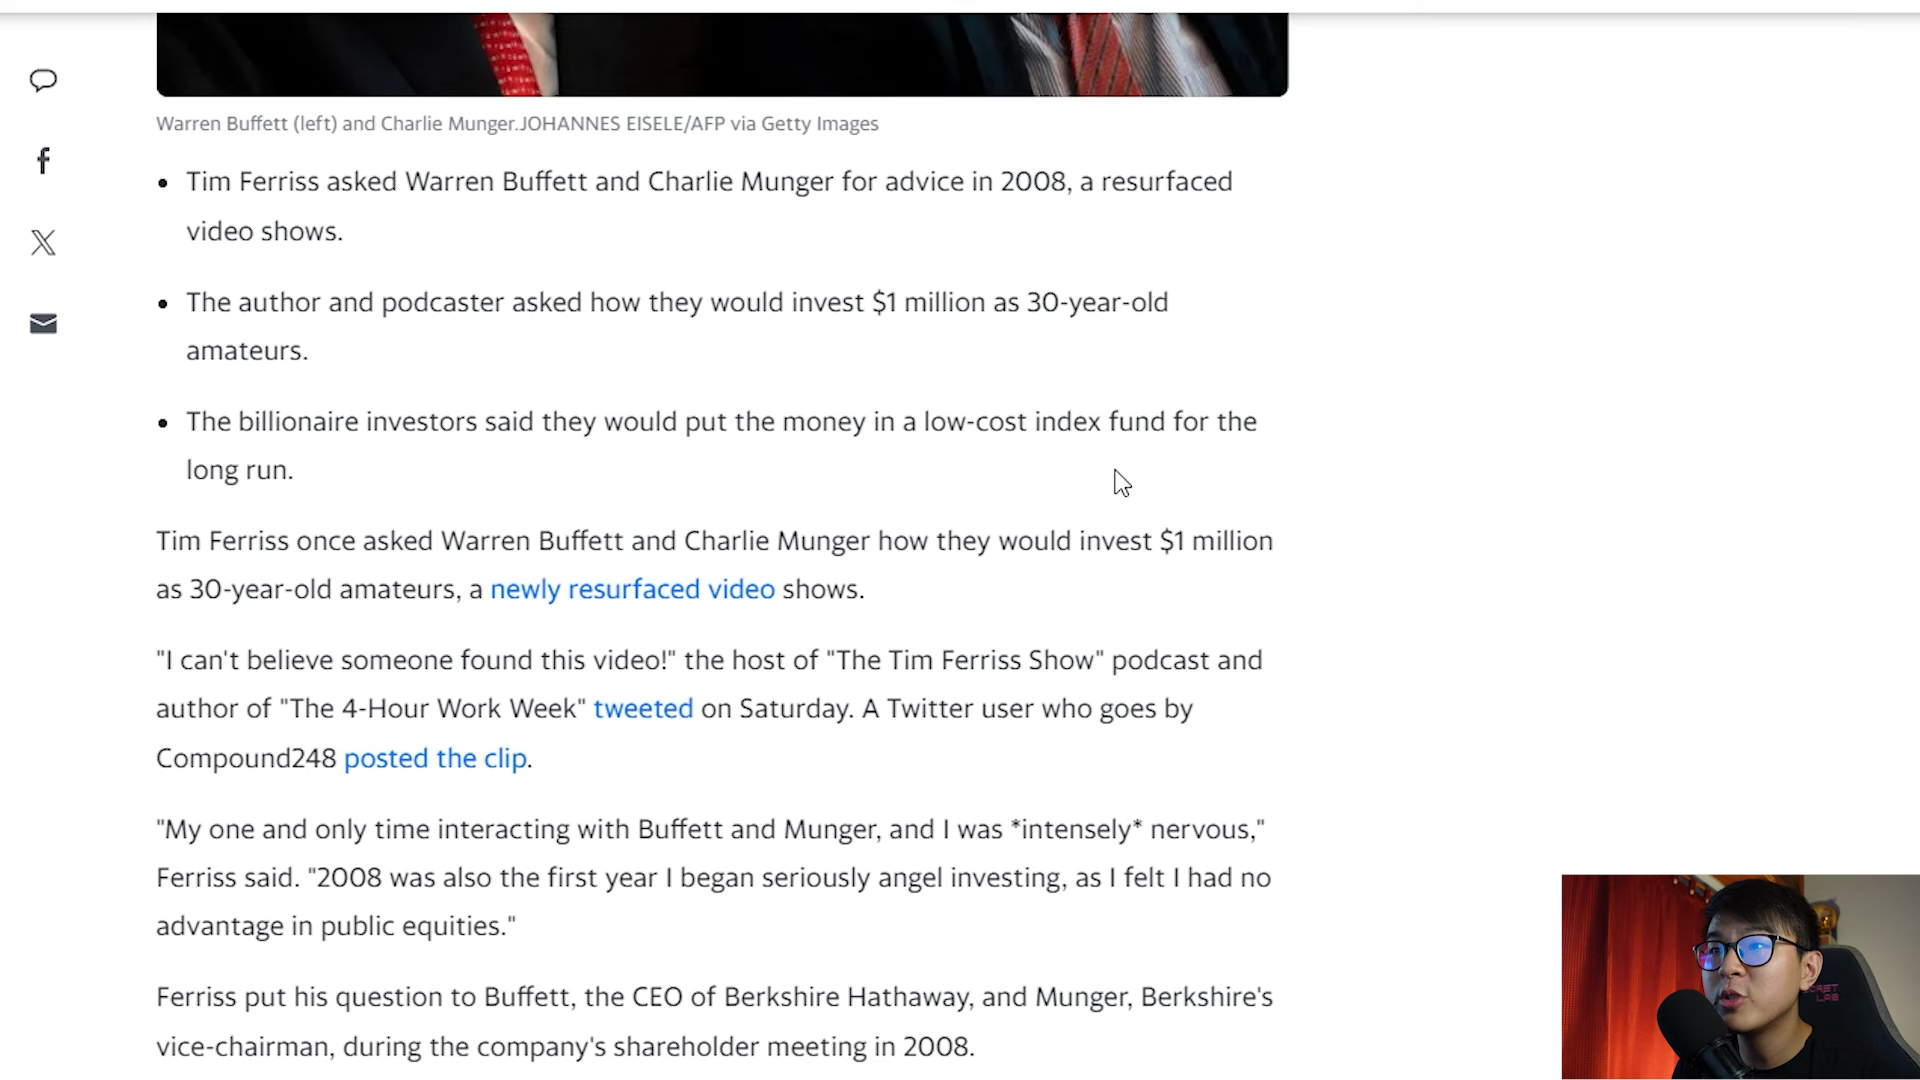 Warren Buffett (left) and Charlie Munger.JOHANNES EISELE/AFP via Getty Images
• Tim Ferriss asked Warren Buffett and Charlie Munger for advice in 2008, a resurfaced
video shows.
• The author and podcaster asked how they would invest $1 million as 30-year-old
amateurs.
• The billionaire investors said they would put the money in a low-cost index fund for the
long run.
Tim Ferriss once asked Warren Buffett and Charlie Munger how they would invest $1 million
as 30-year-old amateurs, a newly resurfaced video shows.
"I can't believe someone found this video!" the host of "The Tim Ferriss Show" podcast and
author of "The 4-Hour Work Week" tweeted on Saturday. A Twitter user who goes by
Compound248 posted the clip.
"My one and only time interacting with Buffett and Munger, and I was *intensely* nervous,"
Ferriss said. "2008 was also the first year I began seriously angel investing, as I felt I had no
advantage in public equities."
Ferriss put his question to Buffett, the CEO of Berkshire Hathaway, and Munger, Berkshire's
vice-chairman, during the company's shareholder meeting in 2008.
LAB